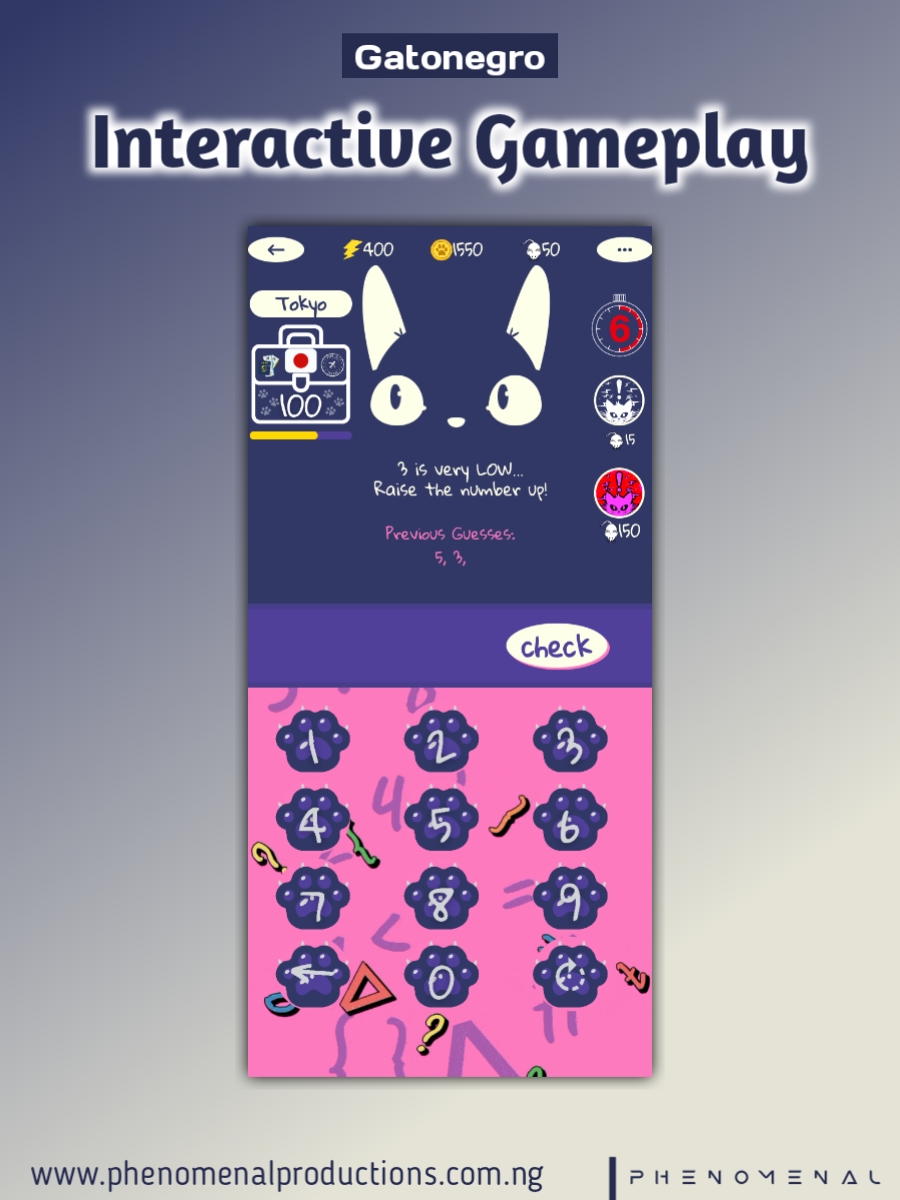 Gatonegro
Interactive Gameplay
400 1550 50
Tokyo
6
100
15
3 is very LOW...
Raise the number up!
150
Previous Guesses:
5, 3,
check
1 2 3
4 5 6
7 8 9
0
www.phenomenalproductions.com.ng
PHENOMENAL